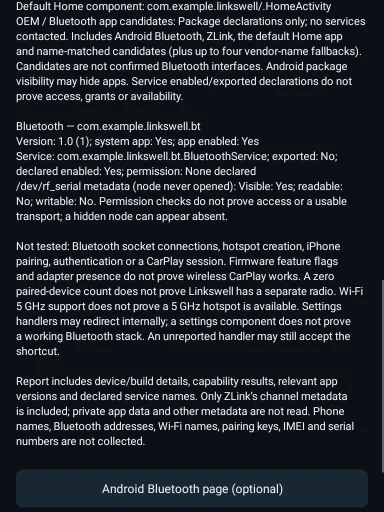 Default Home component: com.example.linkswell/.HomeActivity
OEM / Bluetooth app candidates: Package declarations only; no services
contacted. Includes Android Bluetooth, ZLink, the default Home app
and name-matched candidates (plus up to four vendor-name fallbacks).
Candidates are not confirmed Bluetooth interfaces. Android package
visibility may hide apps. Service enabled/exported declarations do not
prove access, grants or availability.
Bluetooth — com.example.linkswell.bt
Version: 1.0 (1); system app: Yes; app enabled: Yes
Service: com.example.linkswell.bt.BluetoothService; exported: No;
declared enabled: Yes; permission: None declared
/dev/rf_serial metadata (node never opened): Visible: Yes; readable:
No; writable: No. Permission checks do not prove access or a usable
transport; a hidden node can appear absent.
Not tested: Bluetooth socket connections, hotspot creation, iPhone
pairing, authentication or a CarPlay session. Firmware feature flags
and adapter presence do not prove wireless CarPlay works. A zero
paired-device count does not prove Linkswell has a separate radio. Wi-Fi
5 GHz support does not prove a 5 GHz hotspot is available. Settings
handlers may redirect internally; a settings component does not prove
a working Bluetooth stack. An unreported handler may still accept the
shortcut.
Report includes device/build details, capability results, relevant app
versions and declared service names. Only ZLink's channel metadata
is included; private app data and other metadata are not read. Phone
names, Bluetooth addresses, Wi-Fi names, pairing keys, IMEI and serial
numbers are not collected.
Android Bluetooth page (optional)